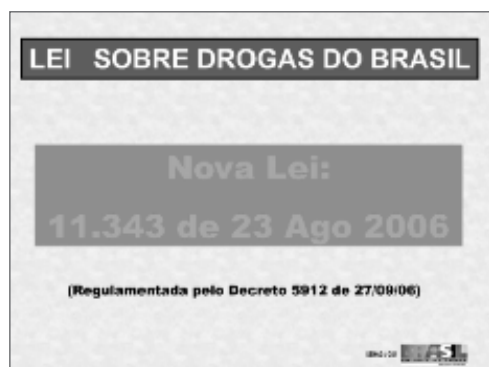 LEI SOBRE DROGAS DO BRASIL
Nova Lei:
11.343 de 23 Ago 2006
(Regulamentada pelo Decreto 5912 de 27/09/06)